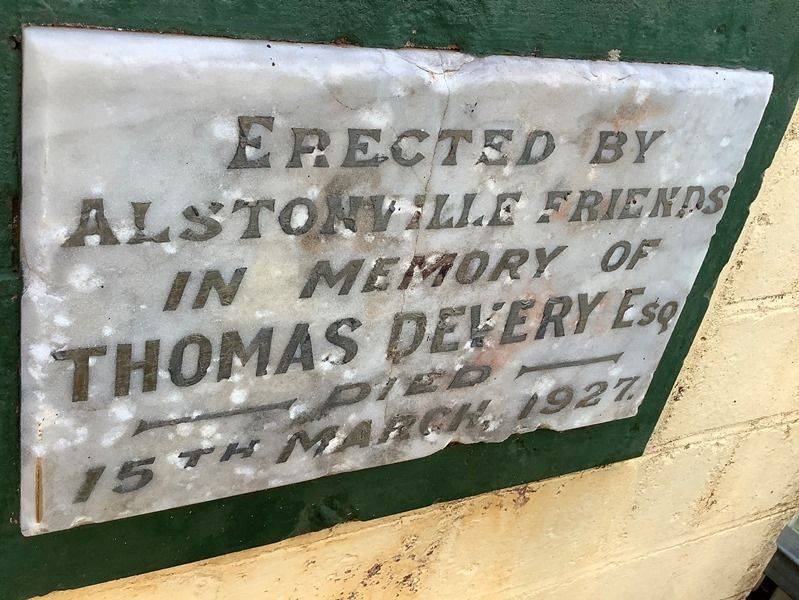 ERECTED BY
ALSTONVILLE FRIENDS
IN MEMORY OF
THOMAS DEVERY ESQ
DIED
15TH MARCH, 1927.